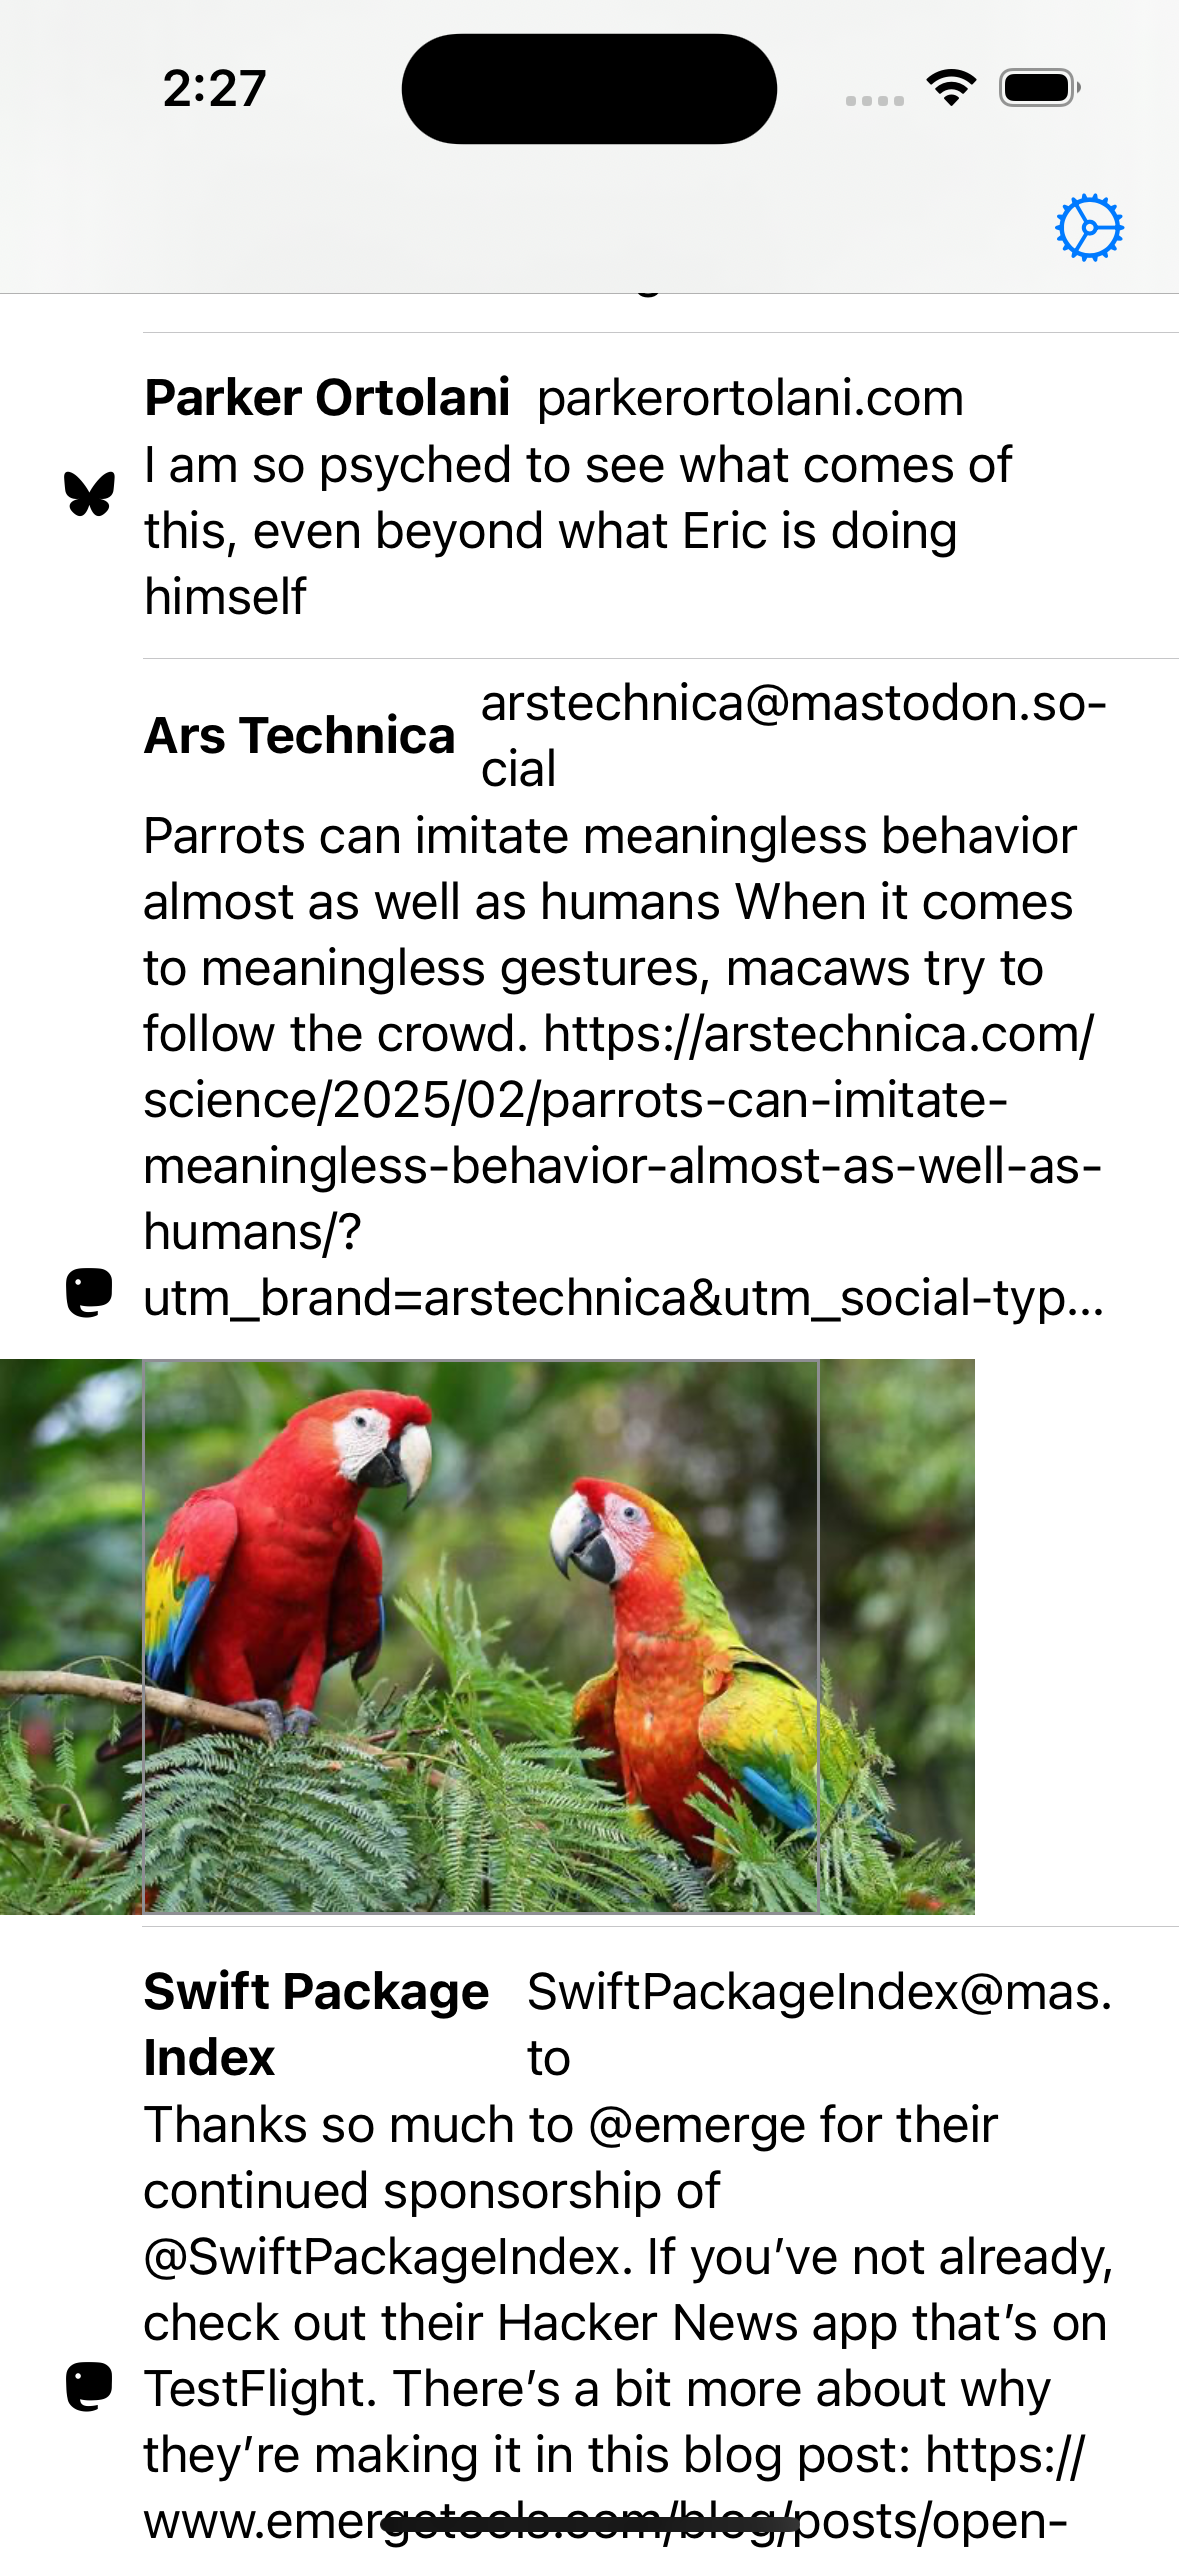 2:27
Parker Ortolani parkerortolani.com
I am so psyched to see what comes of
this, even beyond what Eric is doing
himself
Ars Technica arstechnica@mastodon.so-
cial
Parrots can imitate meaningless behavior
almost as well as humans When it comes
to meaningless gestures, macaws try to
follow the crowd. https://arstechnica.com/
science/2025/02/parrots-can-imitate-
meaningless-behavior-almost-as-well-as-
humans/?
utm_brand=arstechnica&utm_social-typ...
Swift Package
Index
SwiftPackageIndex@mas.
to
Thanks so much to @emerge for their
continued sponsorship of
@SwiftPackageIndex. If you’ve not already,
check out their Hacker News app that’s on
TestFlight. There’s a bit more about why
they’re making it in this blog post: https://
www.emergetools.com/blog/posts/open-